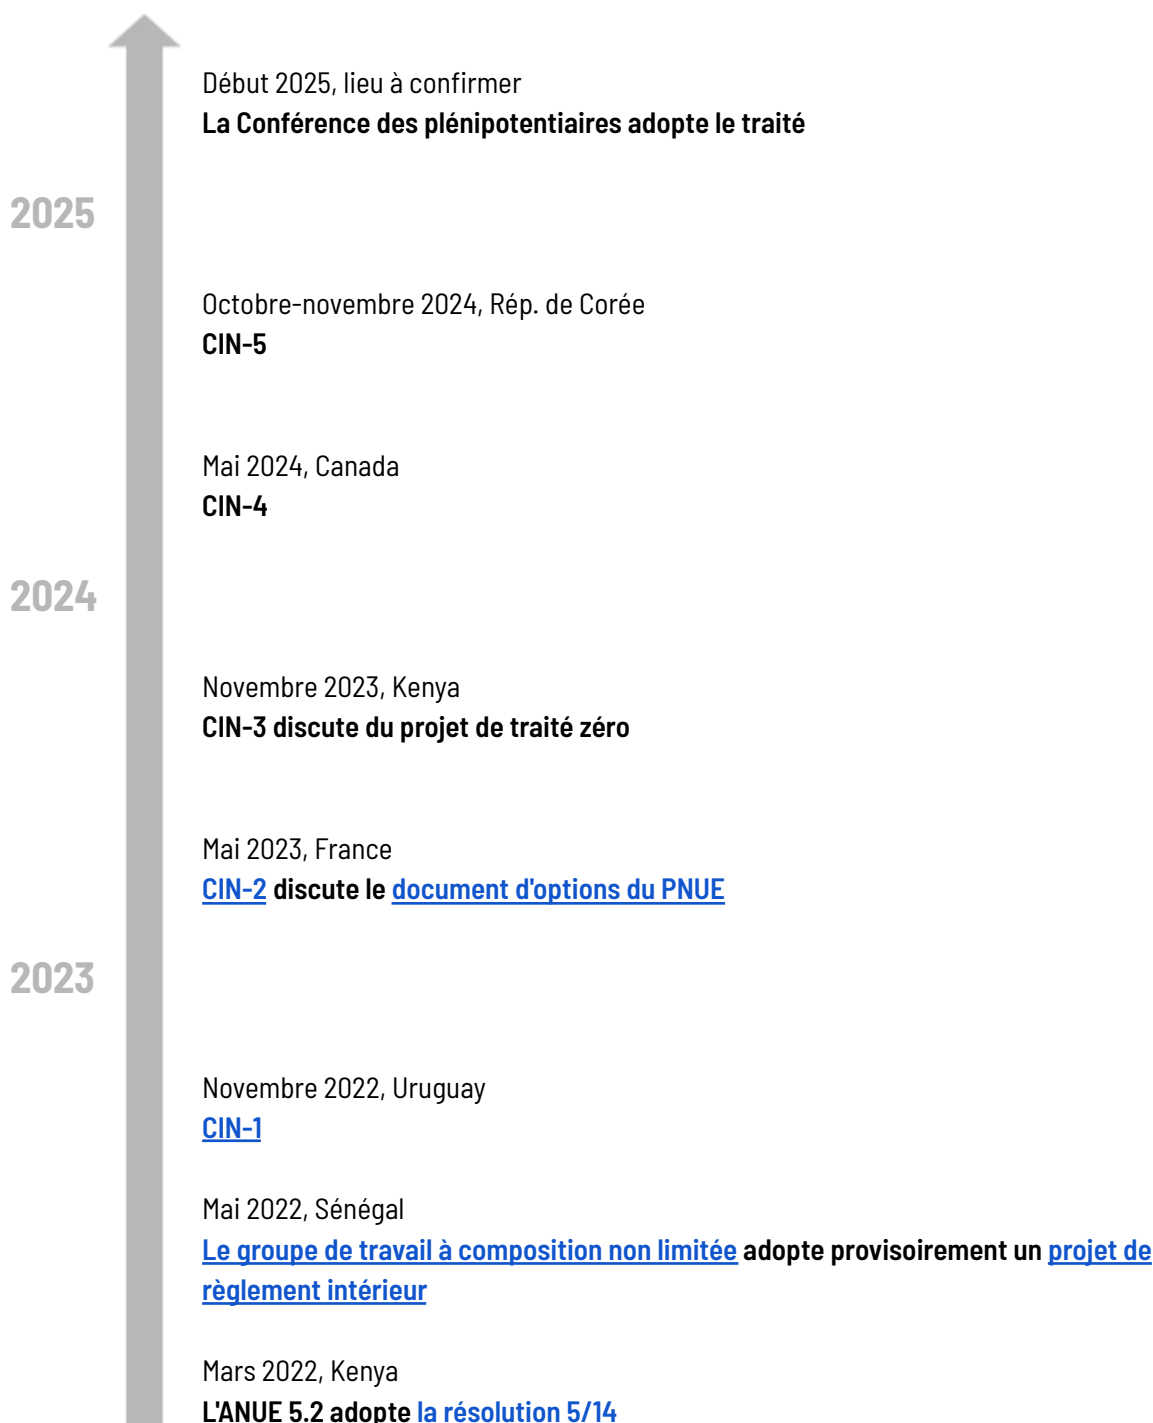 Début 2025, lieu à confirmer
La Conférence des plénipotentiaires adopte le traité
2025
Octobre-novembre 2024, Rép. de Corée
CIN-5
Mai 2024, Canada
CIN-4
2024
Novembre 2023, Kenya
CIN-3 discute du projet de traité zéro
Mai 2023, France
CIN-2 discute le document d'options du PNUE
2023
Novembre 2022, Uruguay
CIN-1
Mai 2022, Sénégal
Le groupe de travail à composition non limitée adopte provisoirement un projet de
règlement intérieur
Mars 2022, Kenya
L'ANUE 5.2 adopte la résolution 5/14